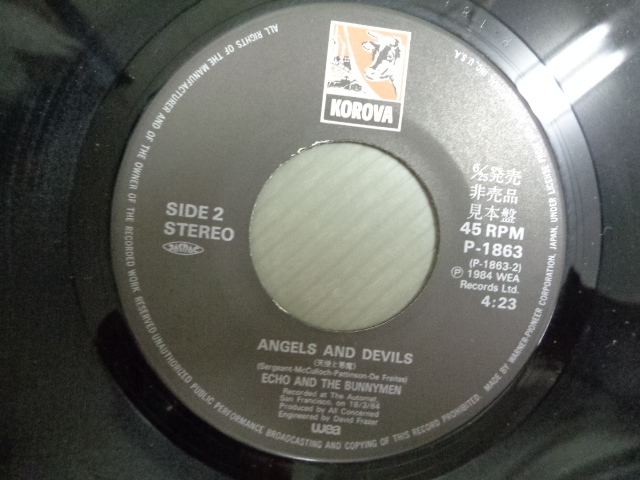 KOROVA
6/25発売
非売品
見本盤
SIDE 2
STEREO
45 RPM
P-1863
(P-1863-2)
Ⓟ 1984 WEA
Records Ltd.
4:23
ANGELS AND DEVILS
(天使と悪魔)
(Sergeant-McCulloch-Pattinson-De Freitas)
ECHO AND THE BUNNYMEN
Recorded at The Automat,
San Francisco, on 18/3/84
Produced by All Concerned
Engineered by David Frazer
wea
ALL RIGHTS OF THE MANUFACTURER AND OF THE OWNER OF THE RECORDED WORK RESERVED·UNAUTHORIZED PUBLIC PERFORMANCE BROADCASTING AND COPYING OF THIS RECORD PROHIBITED. MADE BY WARNER-PIONEER CORPORATION, JAPAN, UNDER LICENSE
U.S.A.